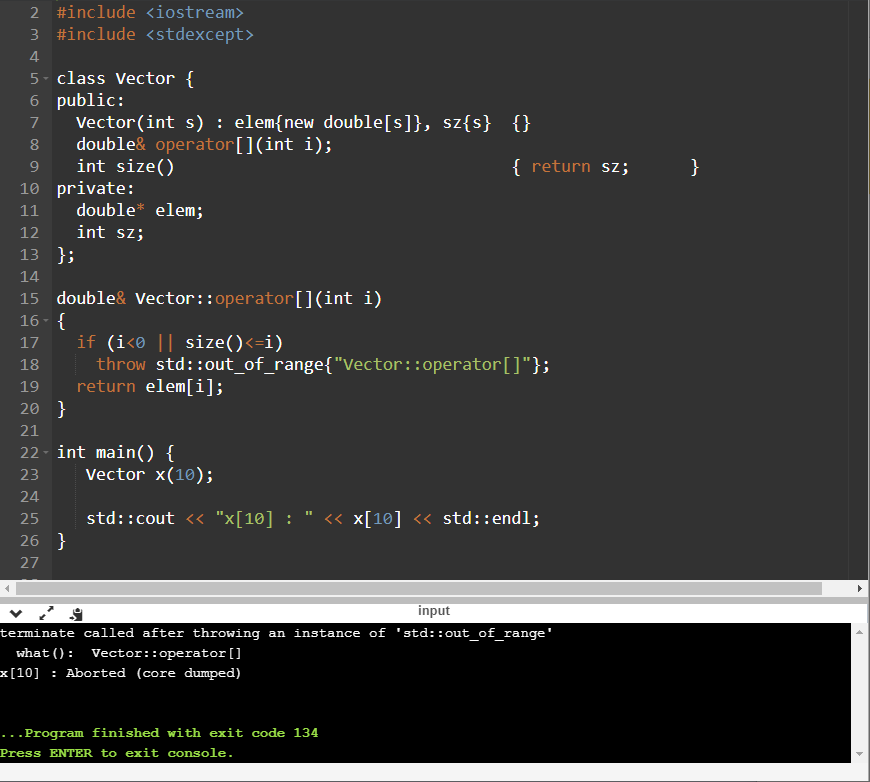 2 #include <iostream>
3 #include <stdexcept>
4
5 class Vector {
6 public:
7   Vector(int s) : elem{new double[s]}, sz{s}  {}
8   double& operator[](int i);
9   int size()                                  { return sz;      }
10 private:
11   double* elem;
12   int sz;
13 };
14
15 double& Vector::operator[](int i)
16 {
17   if (i<0 || size()<=i)
18     throw std::out_of_range{"Vector::operator[]"};
19   return elem[i];
20 }
21
22 int main() {
23    Vector x(10);
24
25    std::cout << "x[10] : " << x[10] << std::endl;
26 }
27
input
terminate called after throwing an instance of 'std::out_of_range'
  what():  Vector::operator[]
x[10] : Aborted (core dumped)
...Program finished with exit code 134
Press ENTER to exit console.